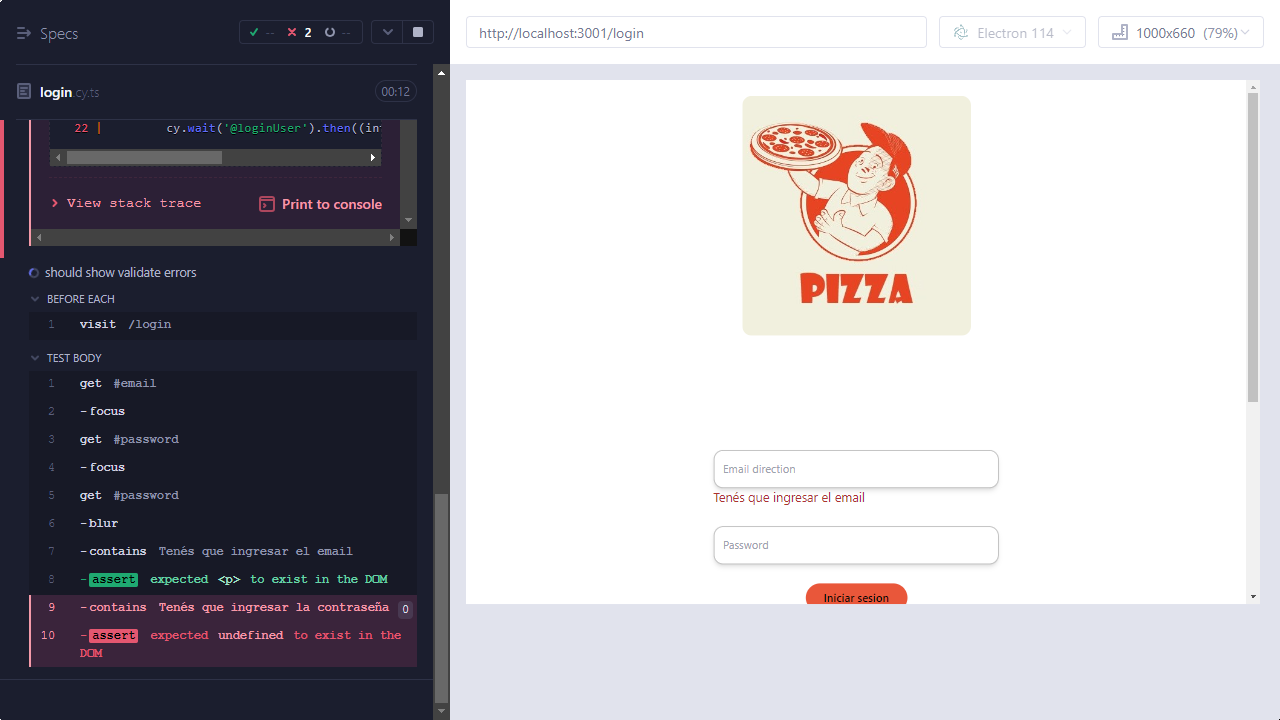 Specs
-- 2 --
login.cy.ts
00:12
22 | cy.wait('@loginUser').then((in
View stack trace
Print to console
should show validate errors
BEFORE EACH
1 visit /login
TEST BODY
1 get #email
2 -focus
3 get #password
4 -focus
5 get #password
6 -blur
7 -contains Tenés que ingresar el email
8 -assert expected <p> to exist in the DOM
9 -contains Tenés que ingresar la contraseña 0
10 -assert expected undefined to exist in the
DOM
http://localhost:3001/login
Electron 114
1000x660 (79%)
PIZZA
Email direction
Tenés que ingresar el email
Password
Iniciar sesion